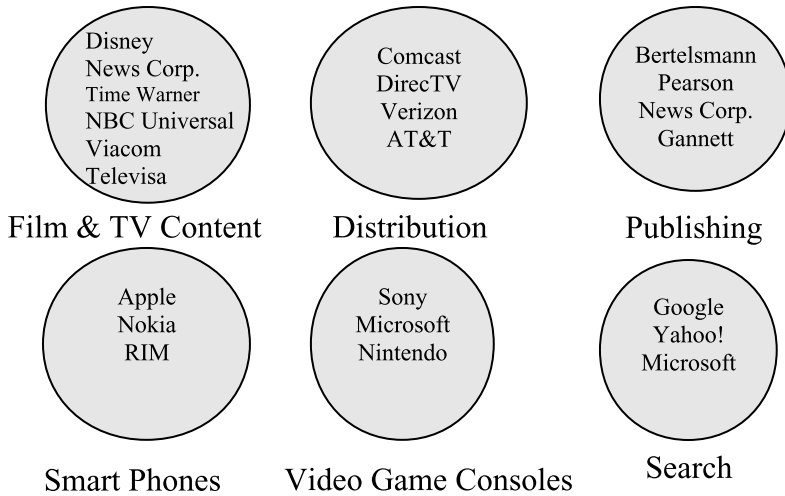 Disney
News Corp.
Time Warner
NBC Universal
Viacom
Televisa
Film & TV Content
Comcast
DirecTV
Verizon
AT&T
Distribution
Bertelsmann
Pearson
News Corp.
Gannett
Publishing
Apple
Nokia
RIM
Smart Phones
Sony
Microsoft
Nintendo
Video Game Consoles
Google
Yahoo!
Microsoft
Search